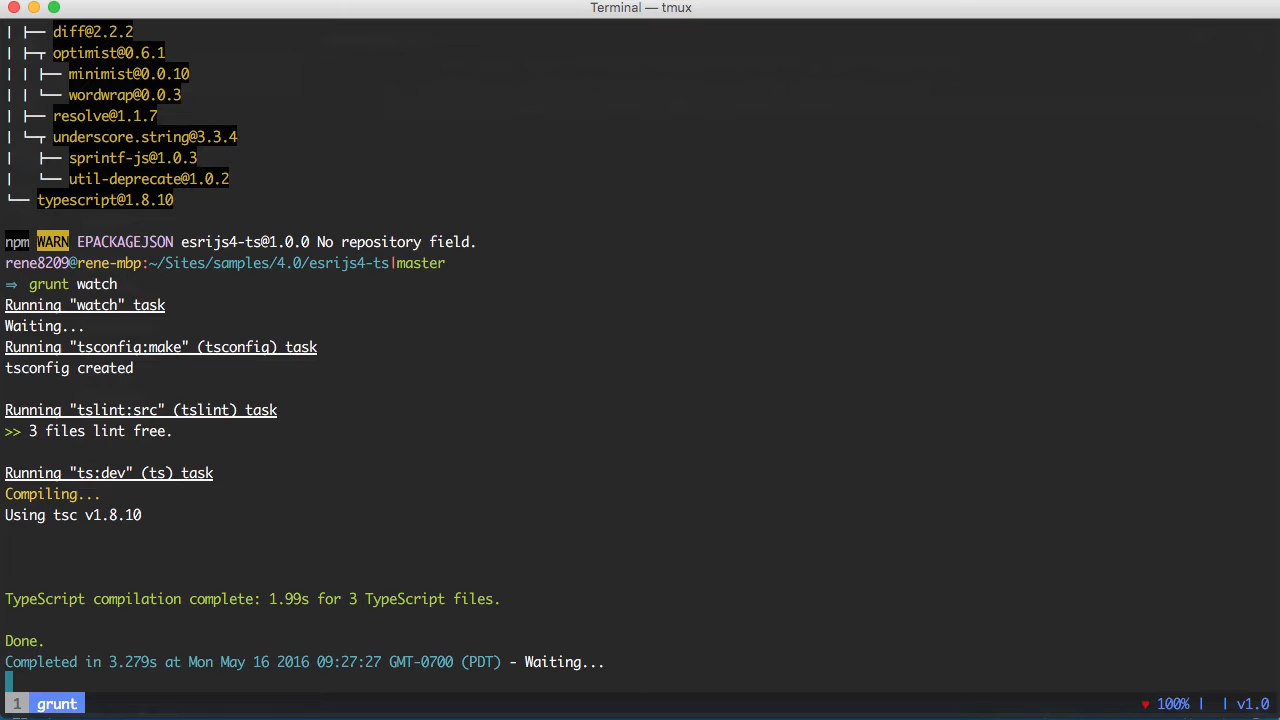 Terminal — tmux
| ├── diff@2.2.2
| ├─┬ optimist@0.6.1
| | ├── minimist@0.0.10
| | └── wordwrap@0.0.3
| ├── resolve@1.1.7
| └─┬ underscore.string@3.3.4
|   ├── sprintf-js@1.0.3
|   └── util-deprecate@1.0.2
└── typescript@1.8.10
npm WARN EPACKAGEJSON esrijs4-ts@1.0.0 No repository field.
rene8209@rene-mbp:~/Sites/samples/4.0/esrijs4-ts|master
⇒ grunt watch
Running "watch" task
Waiting...
Running "tsconfig:make" (tsconfig) task
tsconfig created
Running "tslint:src" (tslint) task
>> 3 files lint free.
Running "ts:dev" (ts) task
Compiling...
Using tsc v1.8.10
TypeScript compilation complete: 1.99s for 3 TypeScript files.
Done.
Completed in 3.279s at Mon May 16 2016 09:27:27 GMT-0700 (PDT) - Waiting...
1 grunt ♥ 100% | | v1.0